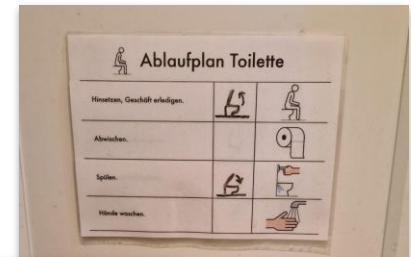 Ablaufplan Toilette
Hinsetzen, Geschäft erledigen.
Abwischen.
Spülen.
Hände waschen.